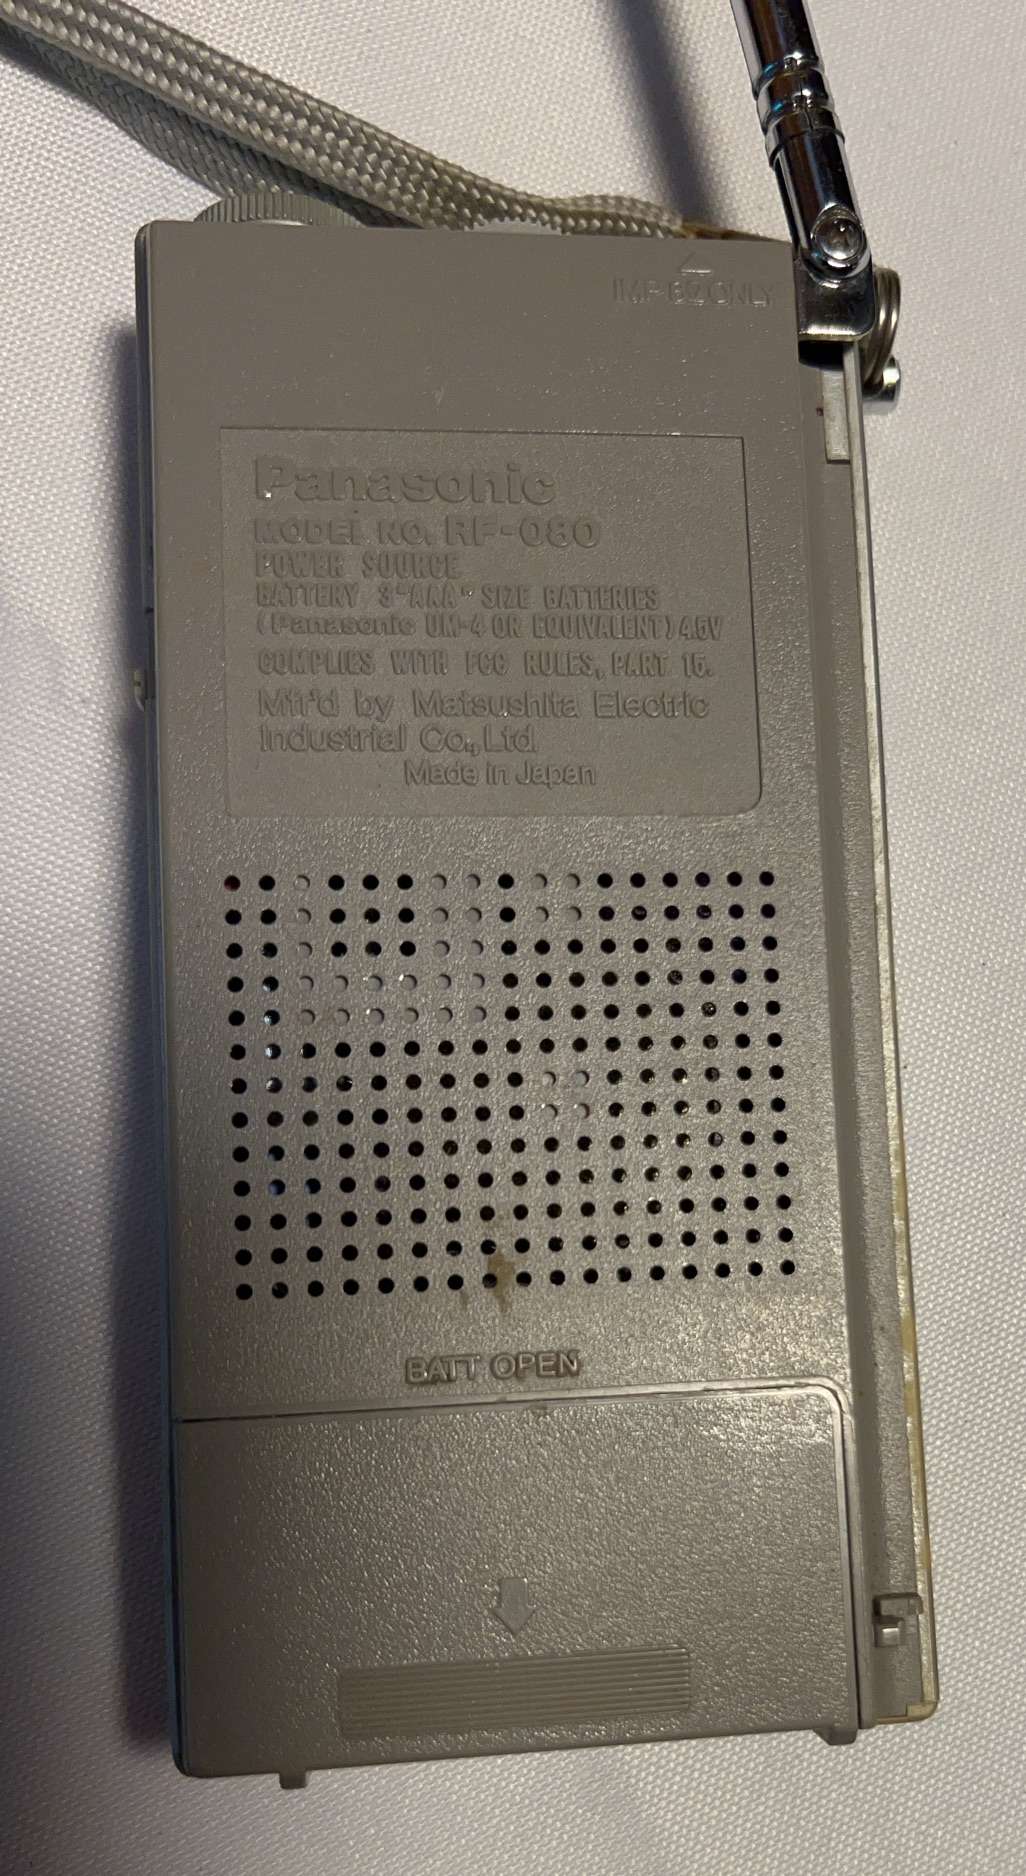 IMP 6Ω ONLY
Panasonic
MODEL NO. RF-080
POWER SOURCE
BATTERY 3"AAA" SIZE BATTERIES
(Panasonic UM-4 OR EQUIVALENT) 4.5V
COMPLIES WITH FCC RULES, PART 15.
Mfr'd by Matsushita Electric
Industrial Co., Ltd.
Made in Japan
BATT OPEN